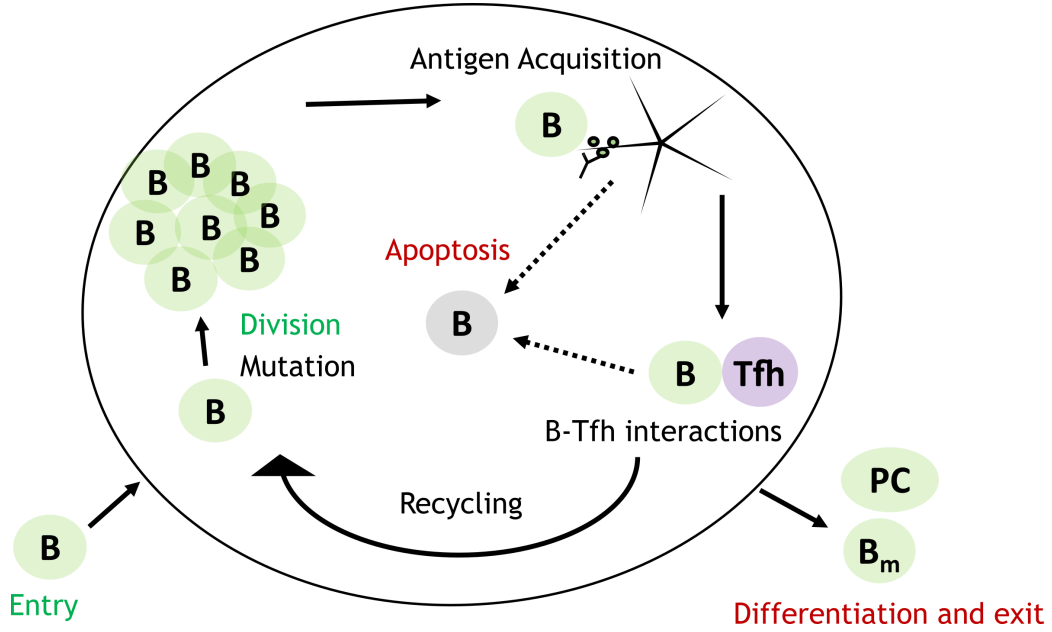 Antigen Acquisition
B
B
B
B
B
B
B
B
B
Apoptosis
B
Division
Mutation
B
B
Tfh
B-Tfh interactions
Recycling
PC
B
Entry
Bm
Differentiation and exit